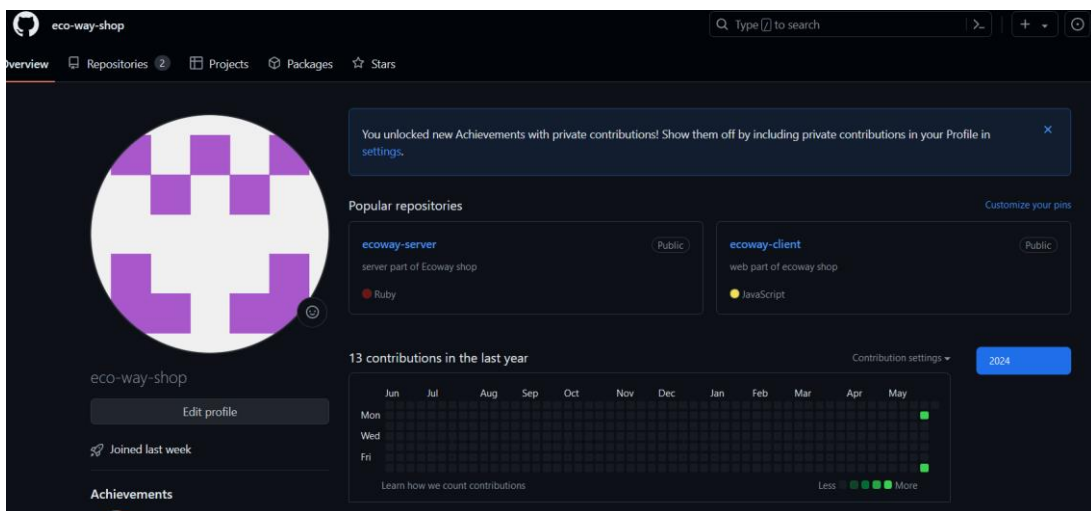 eco-way-shop
Type / to search
Overview Repositories 2 Projects Packages Stars
You unlocked new Achievements with private contributions! Show them off by including private contributions in your Profile in
settings.
Popular repositories Customize your pins
ecoway-server Public
server part of Ecoway shop
Ruby
ecoway-client Public
web part of ecoway shop
JavaScript
eco-way-shop
Edit profile
Joined last week
Achievements
13 contributions in the last year Contribution settings
2024
Jun Jul Aug Sep Oct Nov Dec Jan Feb Mar Apr May
Mon
Wed
Fri
Learn how we count contributions Less More